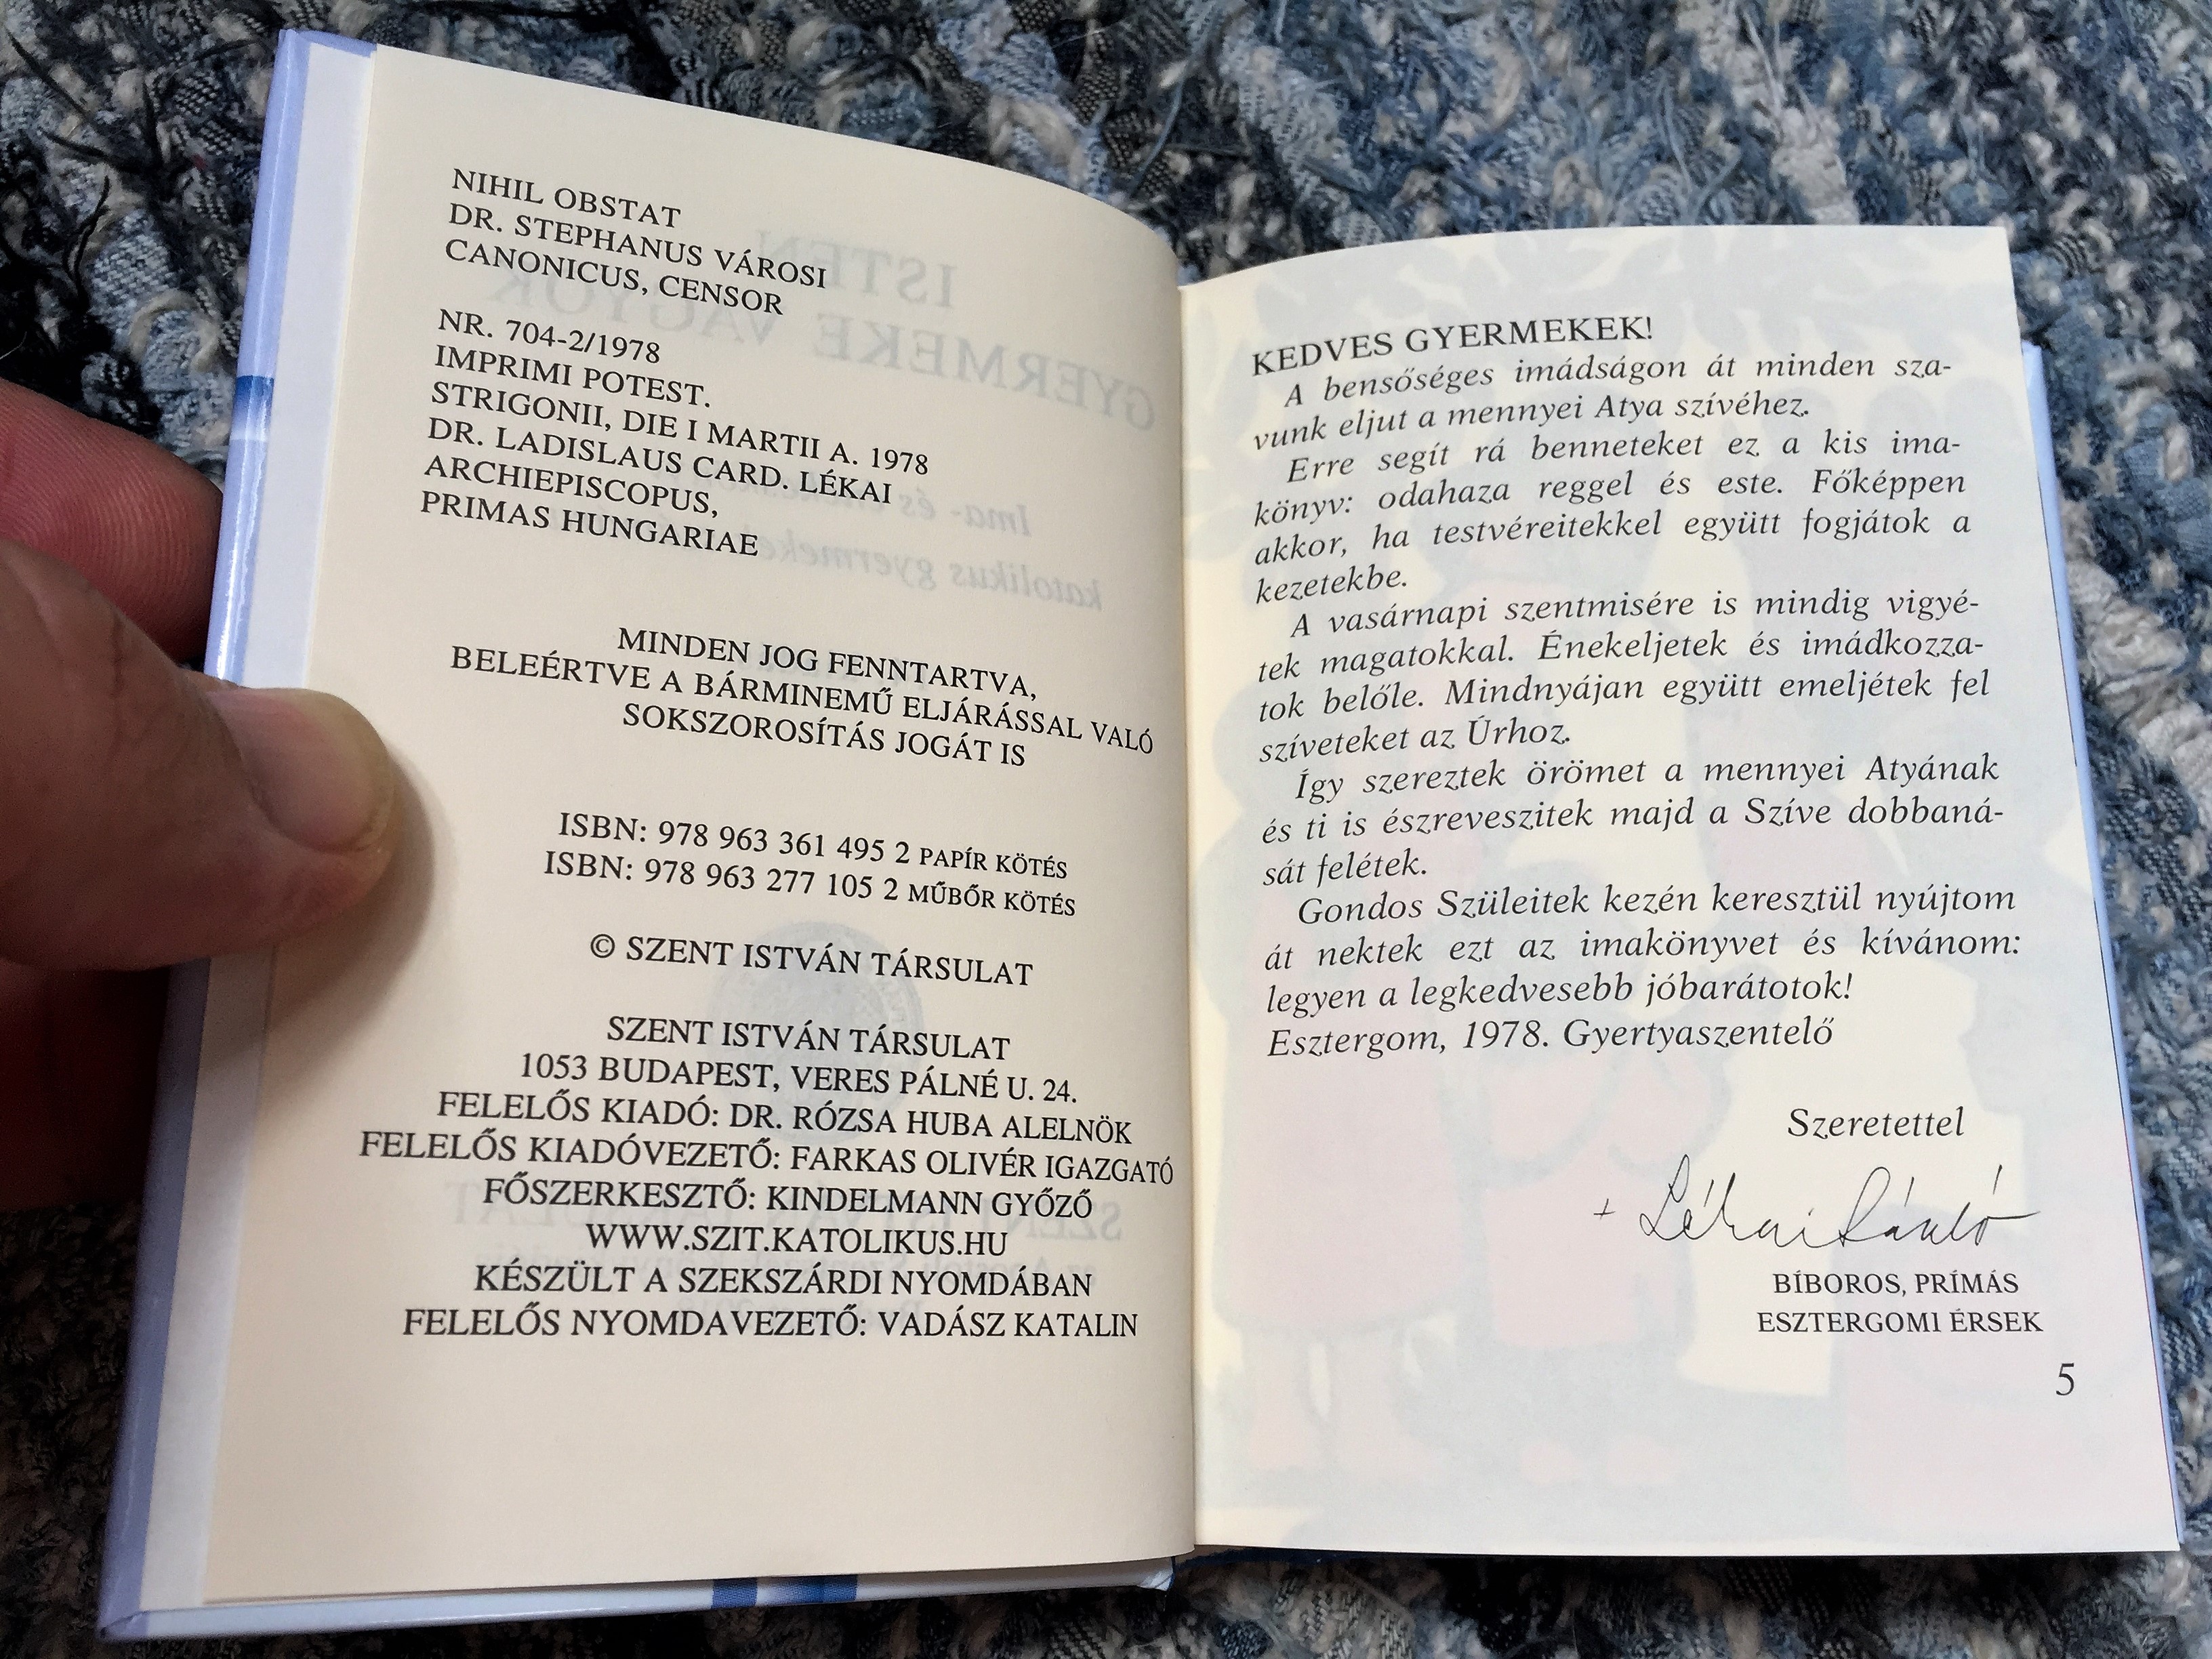 NIHIL OBSTAT
DR. STEPHANUS VÁROSI
CANONICUS, CENSOR
NR. 704-2/1978
IMPRIMI POTEST.
STRIGONII, DIE I MARTII A. 1978
DR. LADISLAUS CARD. LÉKAI
ARCHIEPISCOPUS,
PRIMAS HUNGARIAE
MINDEN JOG FENNTARTVA,
BELEÉRTVE A BÁRMINEMŰ ELJÁRÁSSAL VALÓ
SOKSZOROSÍTÁS JOGÁT IS
ISBN: 978 963 361 495 2 PAPÍR KÖTÉS
ISBN: 978 963 277 105 2 MŰBŐR KÖTÉS
© SZENT ISTVÁN TÁRSULAT
SZENT ISTVÁN TÁRSULAT
1053 BUDAPEST, VERES PÁLNÉ U. 24.
FELELŐS KIADÓ: DR. RÓZSA HUBA ALELNÖK
FELELŐS KIADÓVEZETŐ: FARKAS OLIVÉR IGAZGATÓ
FŐSZERKESZTŐ: KINDELMANN GYŐZŐ
WWW.SZIT.KATOLIKUS.HU
KÉSZÜLT A SZEKSZÁRDI NYOMDÁBAN
FELELŐS NYOMDAVEZETŐ: VADÁSZ KATALIN
KEDVES GYERMEKEK!
A bensőséges imádságon át minden sza-
vunk eljut a mennyei Atya szívéhez.
Erre segít rá benneteket ez a kis ima-
könyv: odahaza reggel és este. Főképpen
akkor, ha testvéreitekkel együtt fogjátok a
kezetekbe.
A vasárnapi szentmisére is mindig vigyé-
tek magatokkal. Énekeljetek és imádkozza-
tok belőle. Mindnyájan együtt emeljétek fel
szíveteket az Úrhoz.
Így szereztek örömet a mennyei Atyának
és ti is észreveszitek majd a Szíve dobbaná-
sát felétek.
Gondos Szüleitek kezén keresztül nyújtom
át nektek ezt az imakönyvet és kívánom:
legyen a legkedvesebb jóbarátotok!
Esztergom, 1978. Gyertyaszentelő
Szeretettel
+ Lékai László
BÍBOROS, PRÍMÁS
ESZTERGOMI ÉRSEK
5